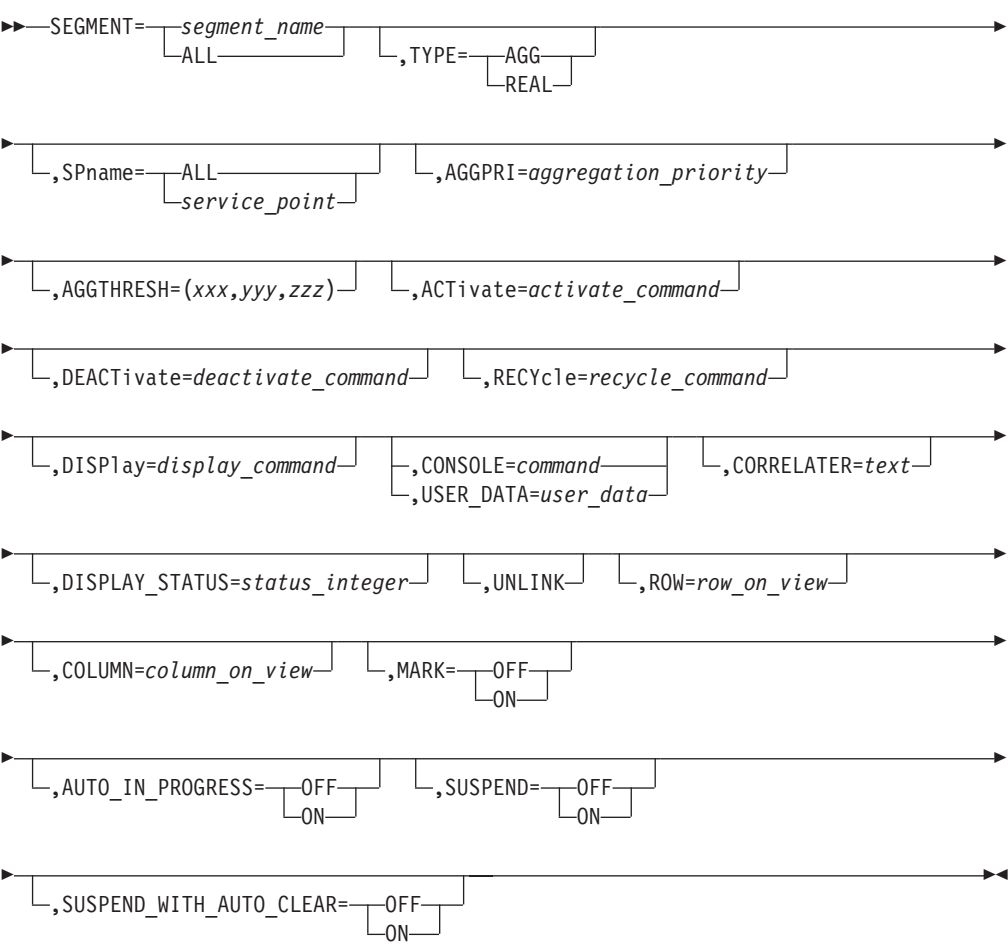 SEGMENT= segment_name
ALL
,TYPE= AGG
REAL
,SPname= ALL
service_point
,AGGPRI=aggregation_priority
,AGGTHRESH=(xxx,yyy,zzz)
,ACTivate=activate_command
,DEACTivate=deactivate_command
,RECYcle=recycle_command
,DISPlay=display_command
,CONSOLE=command
,USER_DATA=user_data
,CORRELATER=text
,DISPLAY_STATUS=status_integer
,UNLINK
,ROW=row_on_view
,COLUMN=column_on_view
,MARK= OFF
ON
,AUTO_IN_PROGRESS= OFF
ON
,SUSPEND= OFF
ON
,SUSPEND_WITH_AUTO_CLEAR= OFF
ON